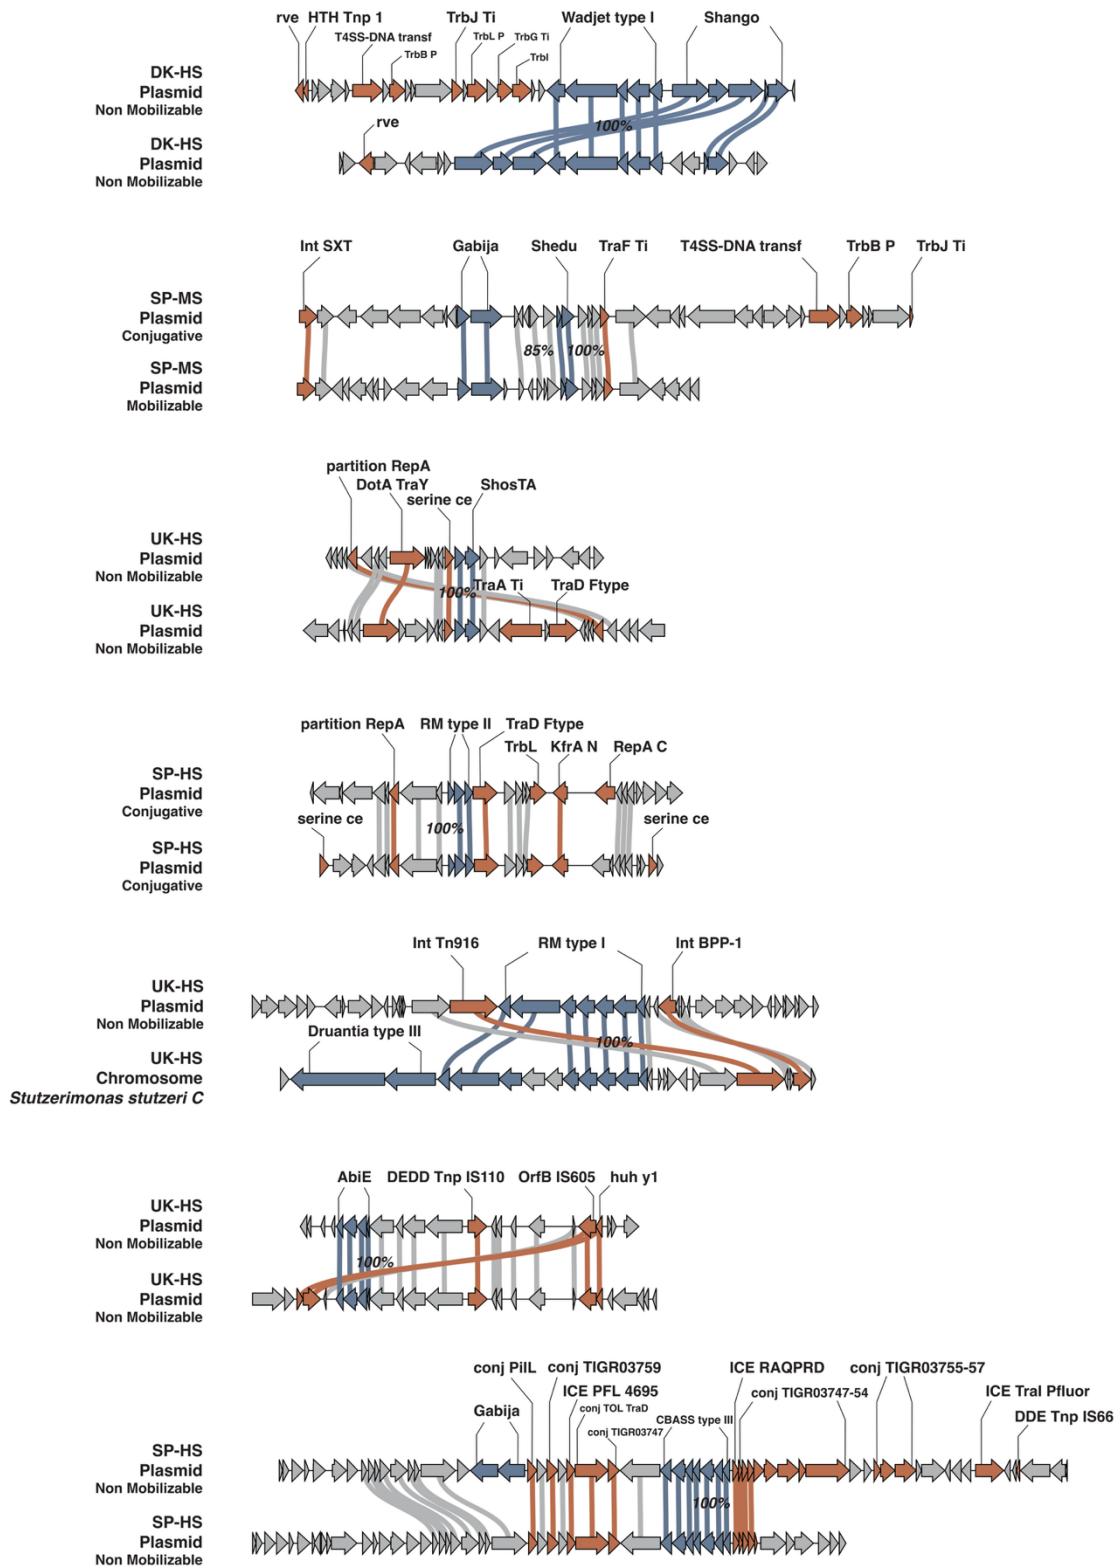 rve HTH Tnp 1 TrbJ Ti Wadjet type I Shango
T4SS-DNA transf TrbL P TrbG Ti
TrbB P TrbI
DK-HS
Plasmid
Non Mobilizable
100%
rve
DK-HS
Plasmid
Non Mobilizable
Int SXT Gabija Shedu TraF Ti T4SS-DNA transf TrbB P TrbJ Ti
SP-MS
Plasmid
Conjugative
85% 100%
SP-MS
Plasmid
Mobilizable
partition RepA
DotA TraY ShosTA
serine ce
UK-HS
Plasmid
Non Mobilizable
100% TraA Ti TraD Ftype
UK-HS
Plasmid
Non Mobilizable
partition RepA RM type II TraD Ftype
TrbL KfrA N RepA C
SP-HS
Plasmid
Conjugative
serine ce 100% serine ce
SP-HS
Plasmid
Conjugative
Int Tn916 RM type I Int BPP-1
UK-HS
Plasmid
Non Mobilizable
Druantia type III 100%
UK-HS
Chromosome
Stutzerimonas stutzeri C
AbiE DEDD Tnp IS110 OrfB IS605 huh y1
UK-HS
Plasmid
Non Mobilizable
100%
UK-HS
Plasmid
Non Mobilizable
conj PilL conj TIGR03759 ICE RAQPRD conj TIGR03755-57
ICE PFL 4695 conj TIGR03747-54 ICE TraI Pfluor
Gabija conj TOL TraD CBASS type III DDE Tnp IS66
conj TIGR03747
SP-HS
Plasmid
Non Mobilizable
100%
SP-HS
Plasmid
Non Mobilizable